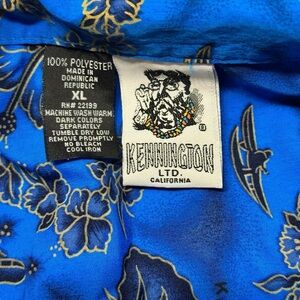 100% POLYESTER
MADE IN
DOMINICAN
REPUBLIC
XL
RN# 22199
MACHINE WASH WARM
DARK COLORS
SEPARATELY
TUMBLE DRY LOW
REMOVE PROMPTLY
NO BLEACH
COOL IRON
KENNINGTON
LTD.
CALIFORNIA